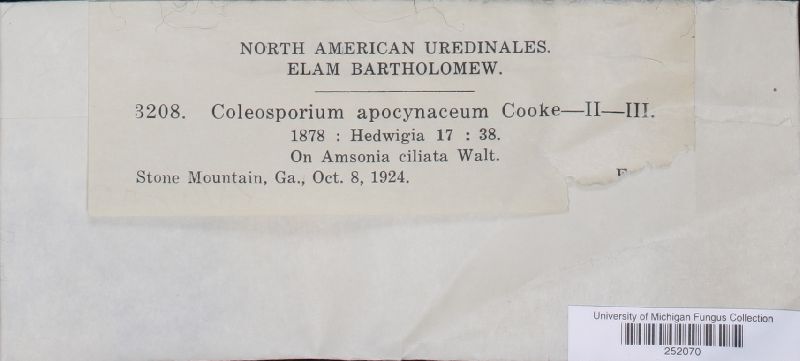 NORTH AMERICAN UREDINALES.
ELAM BARTHOLOMEW.
3208. Coleosporium apocynaceum Cooke—II—III.
1878 : Hedwigia 17 : 38.
On Amsonia ciliata Walt.
Stone Mountain, Ga., Oct. 8, 1924.
University of Michigan Fungus Collection
252070